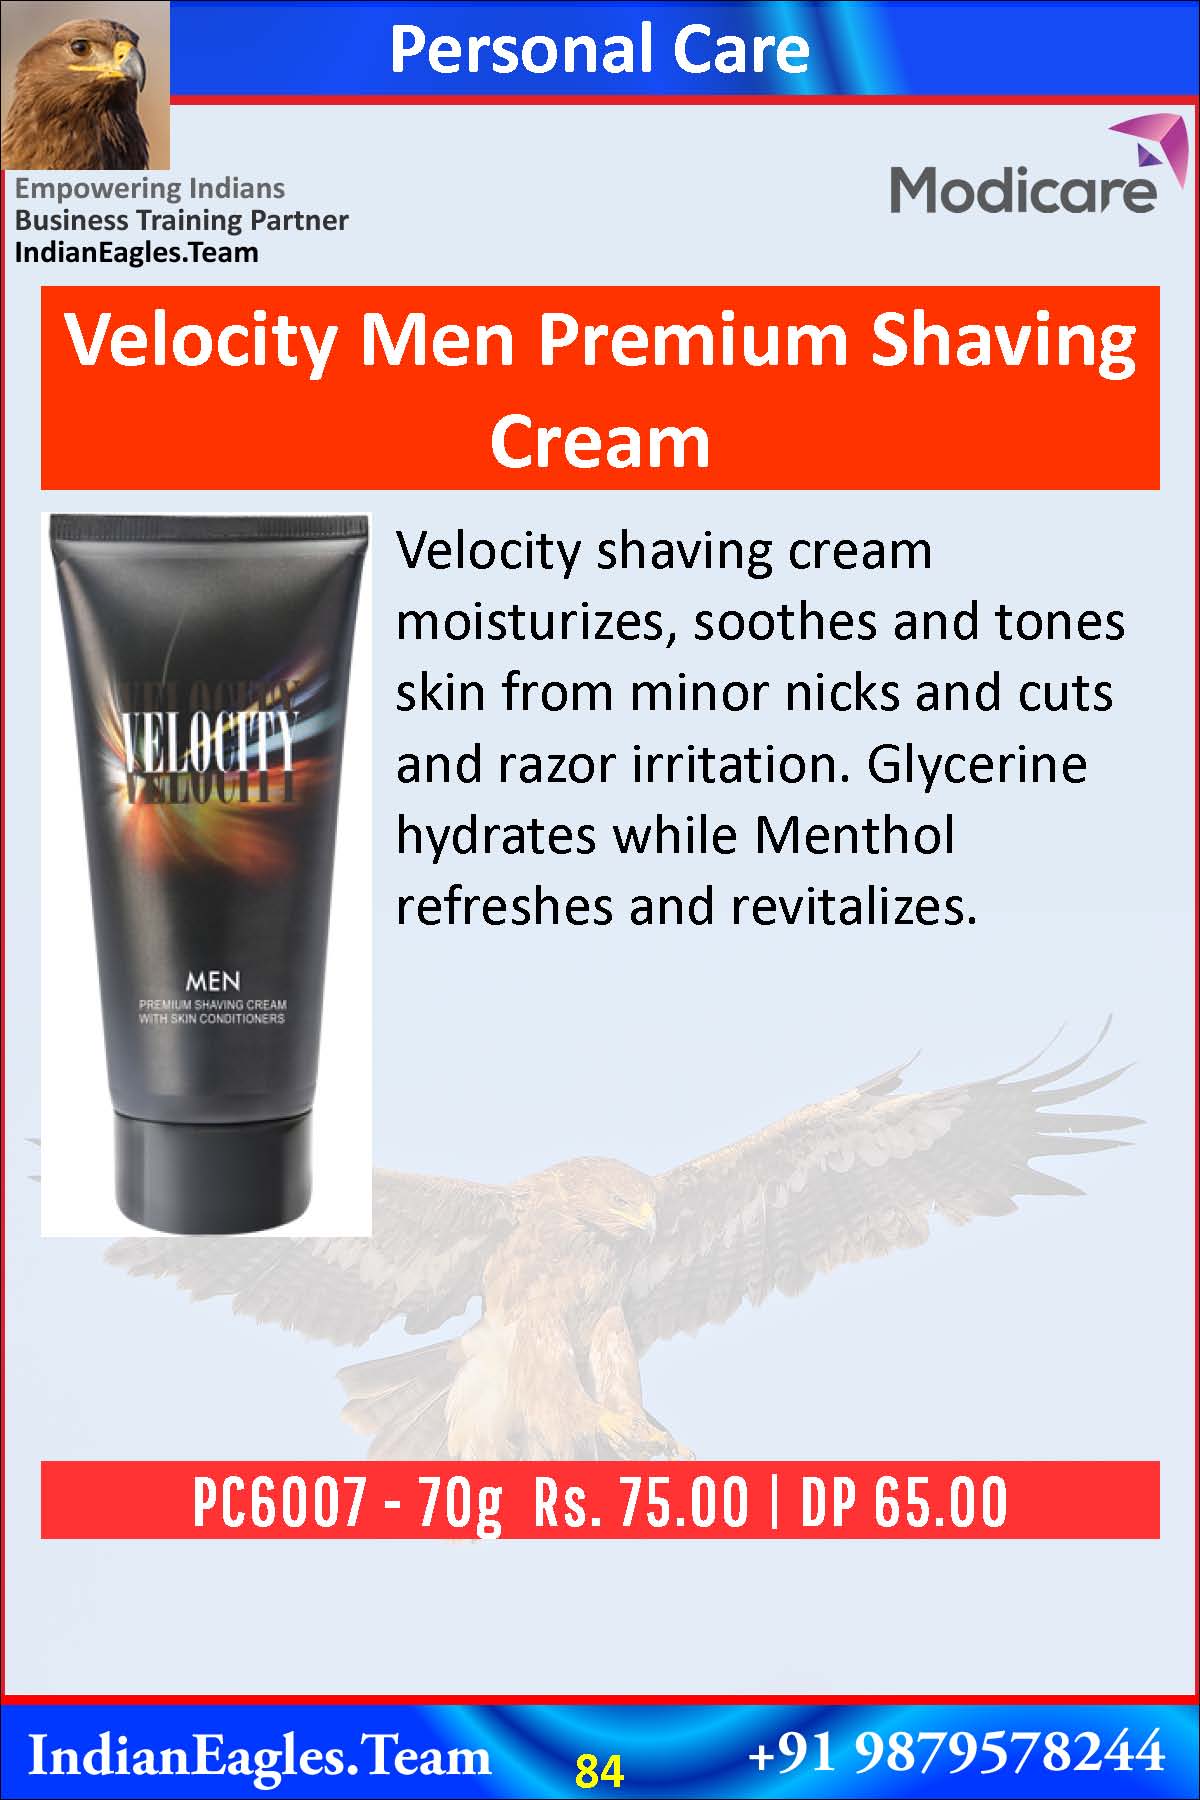 Personal Care
Empowering Indians
Business Training Partner
IndianEagles.Team
Modicare
Velocity Men Premium Shaving
Cream
VELOCITY
VELOCITY
VELOCITY
MEN
PREMIUM SHAVING CREAM
WITH SKIN CONDITIONERS
Velocity shaving cream
moisturizes, soothes and tones
skin from minor nicks and cuts
and razor irritation. Glycerine
hydrates while Menthol
refreshes and revitalizes.
PC6007 - 70g Rs. 75.00 | DP 65.00
IndianEagles.Team
84
+91 9879578244